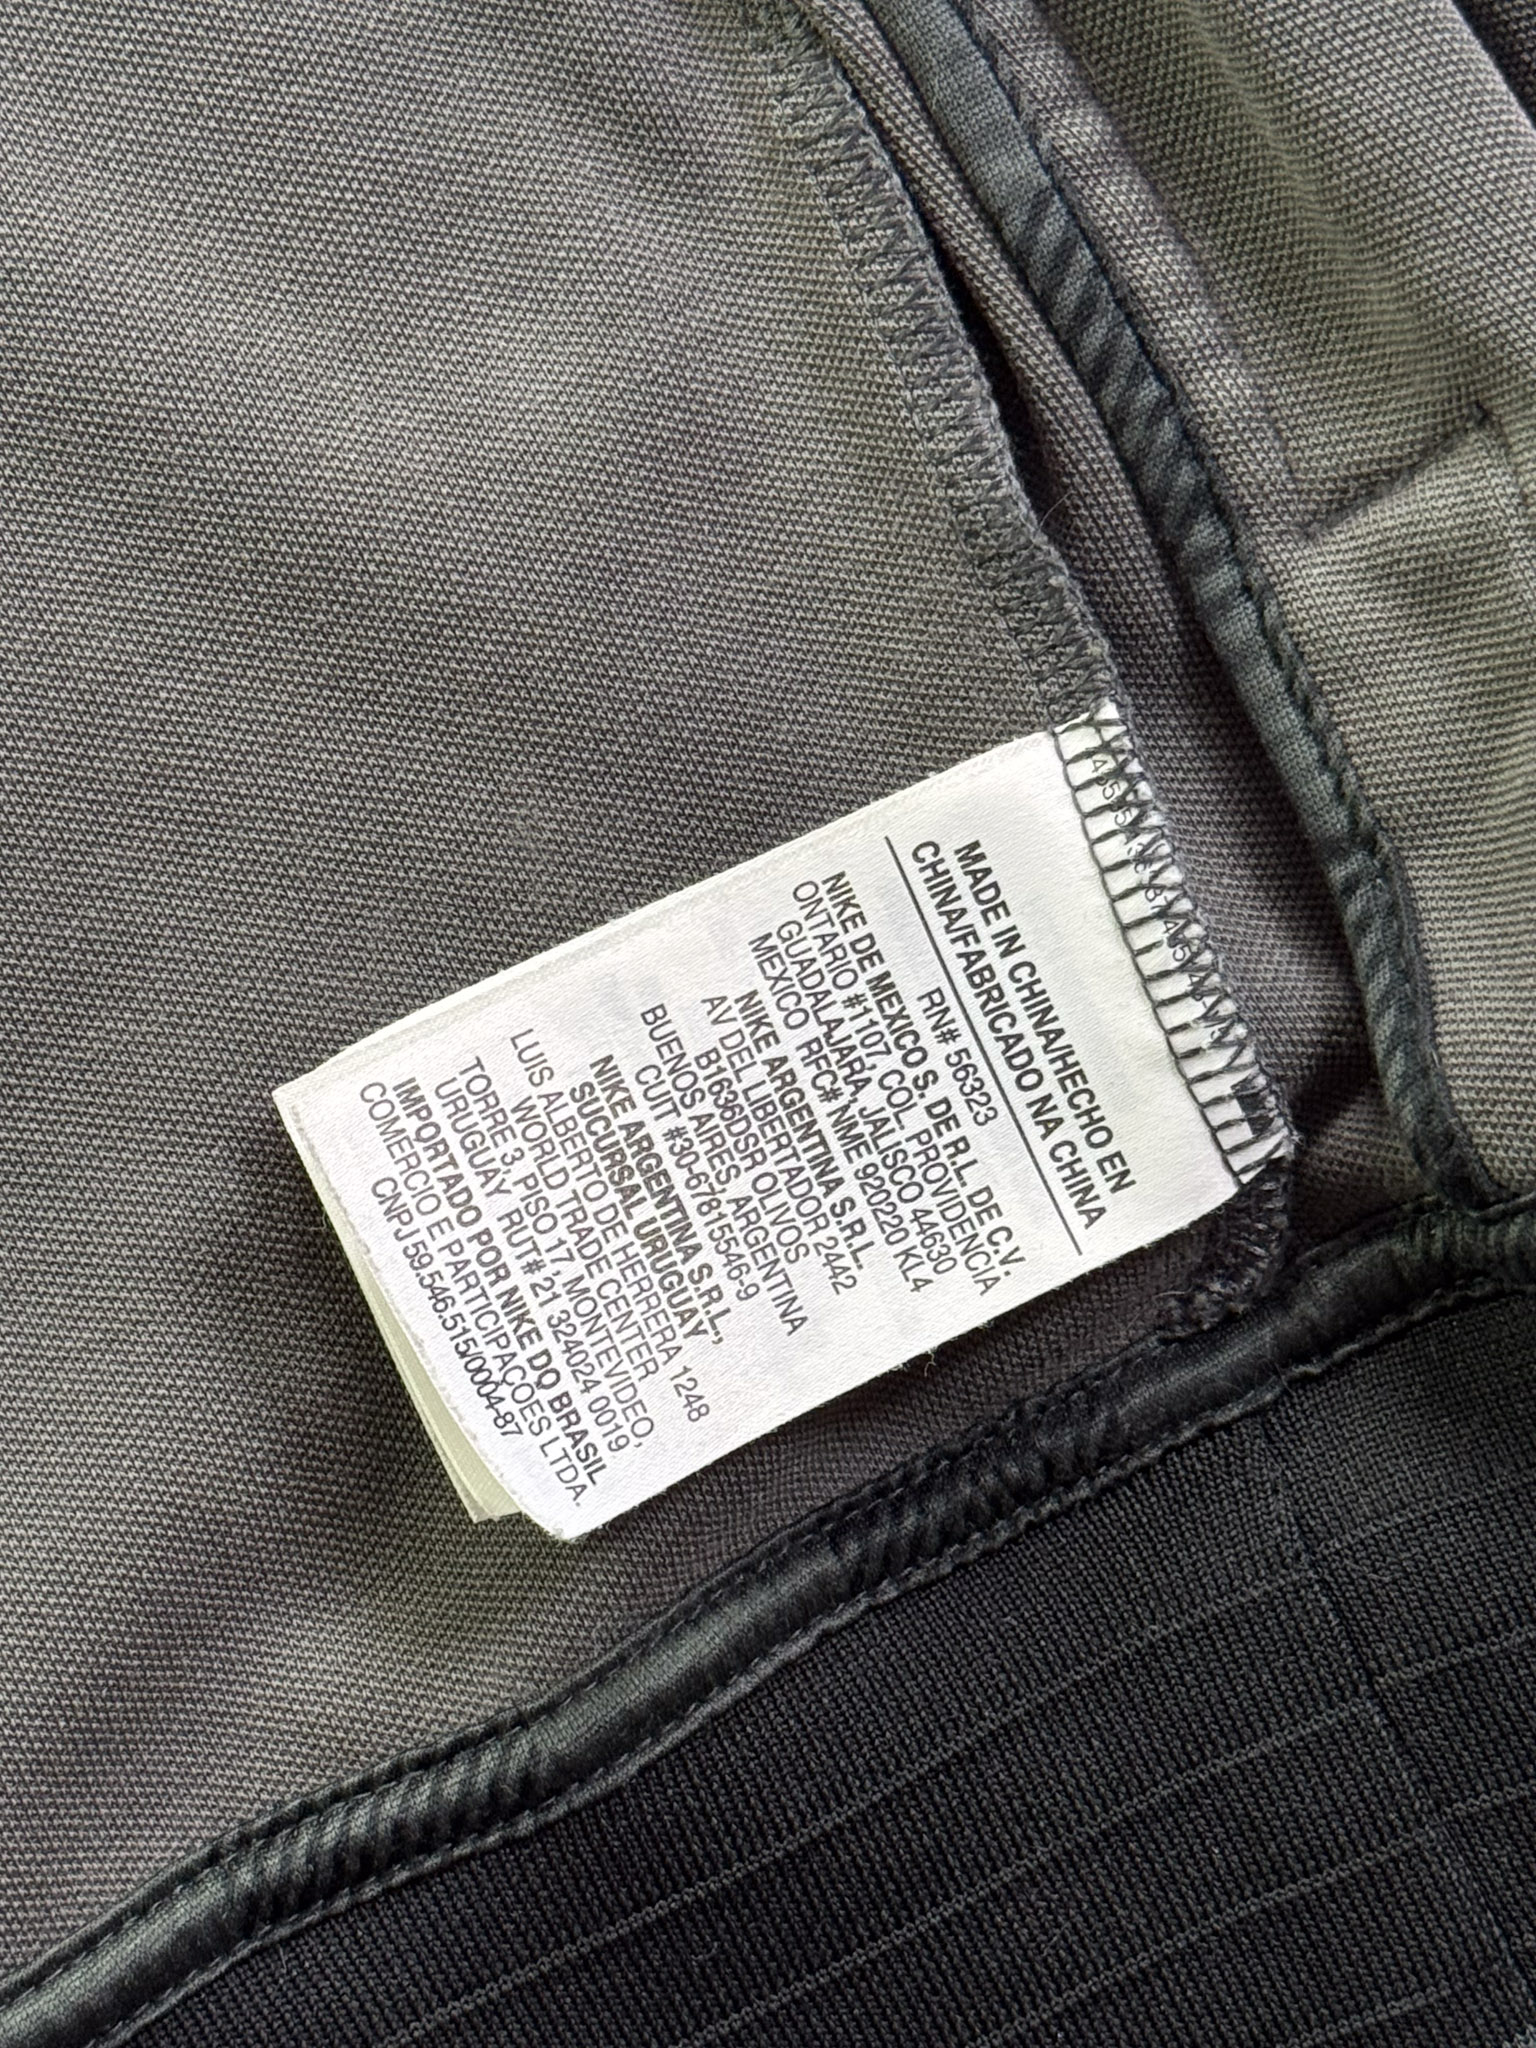 MADE IN CHINA/HECHO EN
CHINA/FABRICADO NA CHINA
RN# 56323
NIKE DE MEXICO S. DE R.L. DE C.V.
ONTARIO #1107, COL. PROVIDENCIA
GUADALAJARA, JALISCO 44630
MEXICO RFC# NME 920220 KL4
NIKE ARGENTINA S.R.L.
AV DEL LIBERTADOR 2442
B1636DSR OLIVOS
BUENOS AIRES, ARGENTINA
CUIT #30-67815546-9
NIKE ARGENTINA S.R.L.,
SUCURSAL URUGUAY
LUIS ALBERTO DE HERRERA 1248
WORLD TRADE CENTER
TORRE 3, PISO 17, MONTEVIDEO,
URUGUAY RUT# 21 324024 0019
IMPORTADO POR NIKE DO BRASIL
COMERCIO E PARTICIPAÇOES LTDA.
CNPJ 59.546.515/0004-87